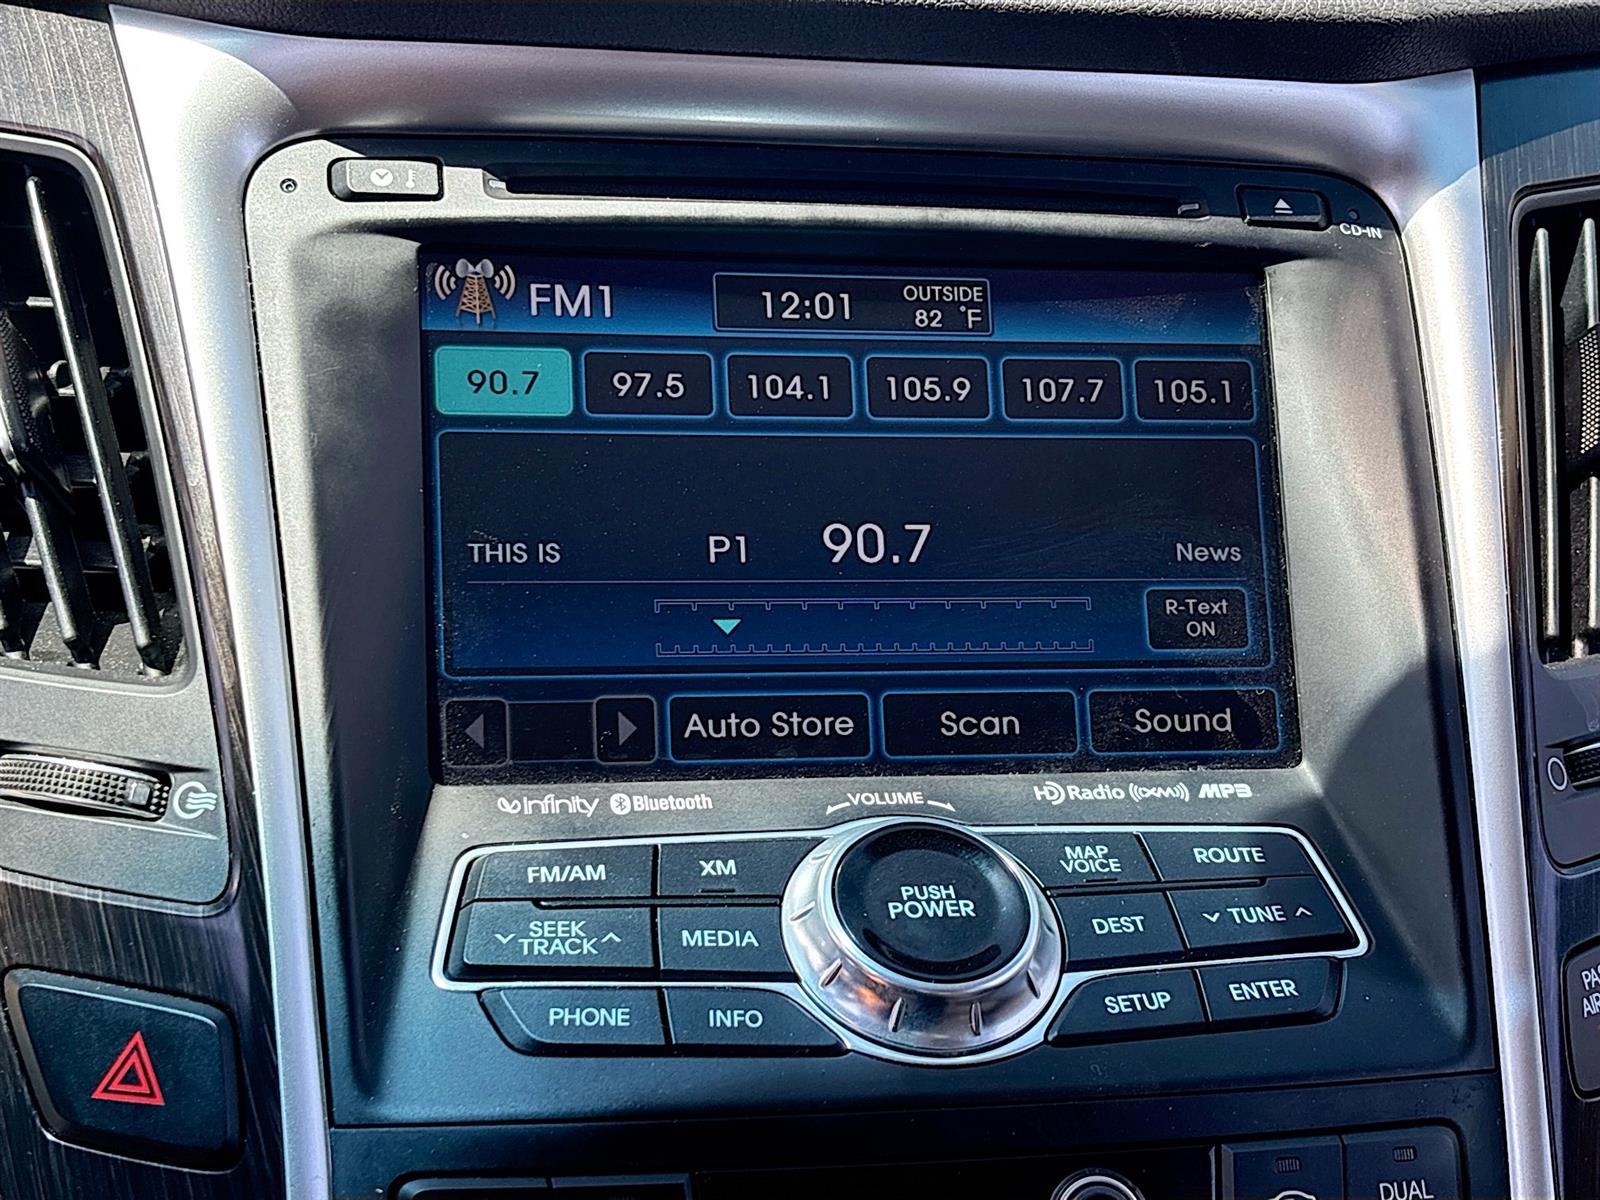 CD-IN
FM1
12:01
OUTSIDE
82 °F
90.7 97.5 104.1 105.9 107.7 105.1
THIS IS P1 90.7 News
R-Text
ON
Auto Store Scan Sound
Infinity Bluetooth
VOLUME
HD Radio ((XM)) MP3
FM/AM XM
SEEK
TRACK
MEDIA
PHONE INFO
PUSH
POWER
MAP
VOICE
ROUTE
DEST TUNE
SETUP ENTER
DUAL